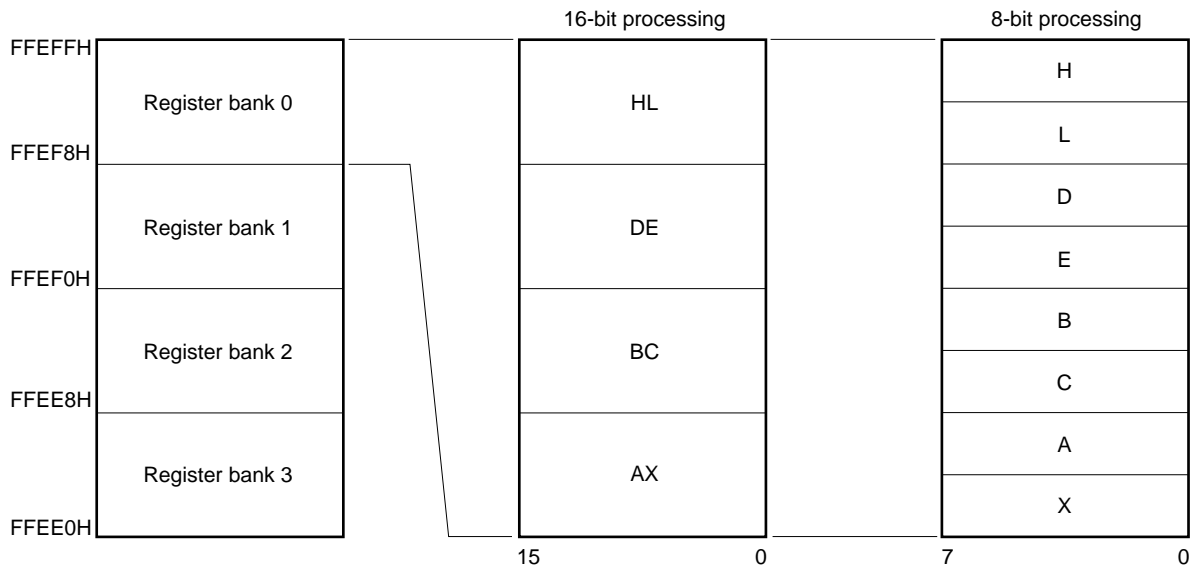 16-bit processing
8-bit processing
FFEFFH
Register bank 0
HL
H
L
FFEF8H
Register bank 1
DE
D
E
FFEF0H
Register bank 2
BC
B
C
FFEE8H
Register bank 3
AX
A
X
FFEE0H
15
0
7
0